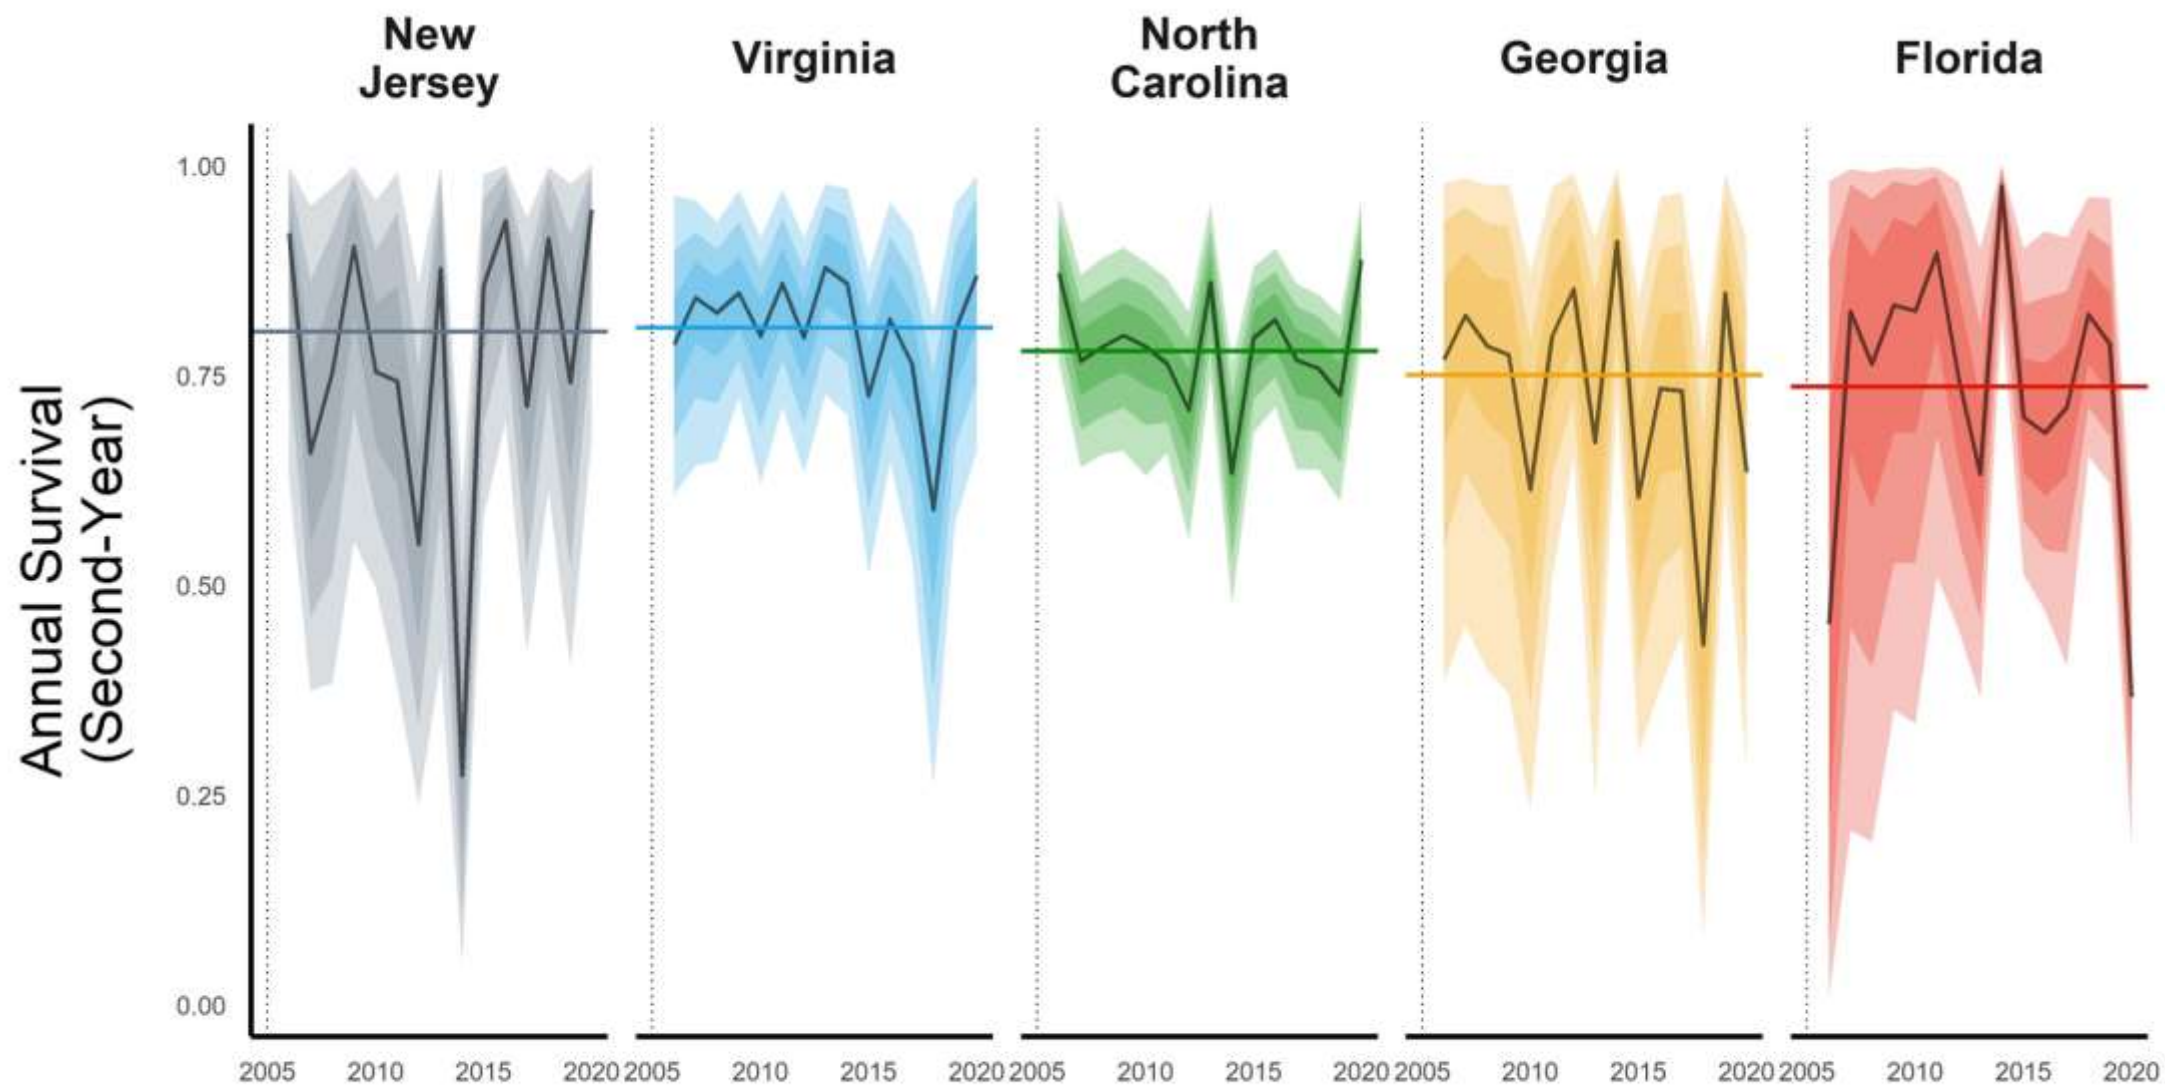 New
Jersey
Virginia
North
Carolina
Georgia
Florida
Annual Survival
(Second-Year)
1.00
0.75
0.50
0.25
0.00
2005 2010 2015 2020
2005 2010 2015 2020
2005 2010 2015 2020
2005 2010 2015 2020
2005 2010 2015 2020